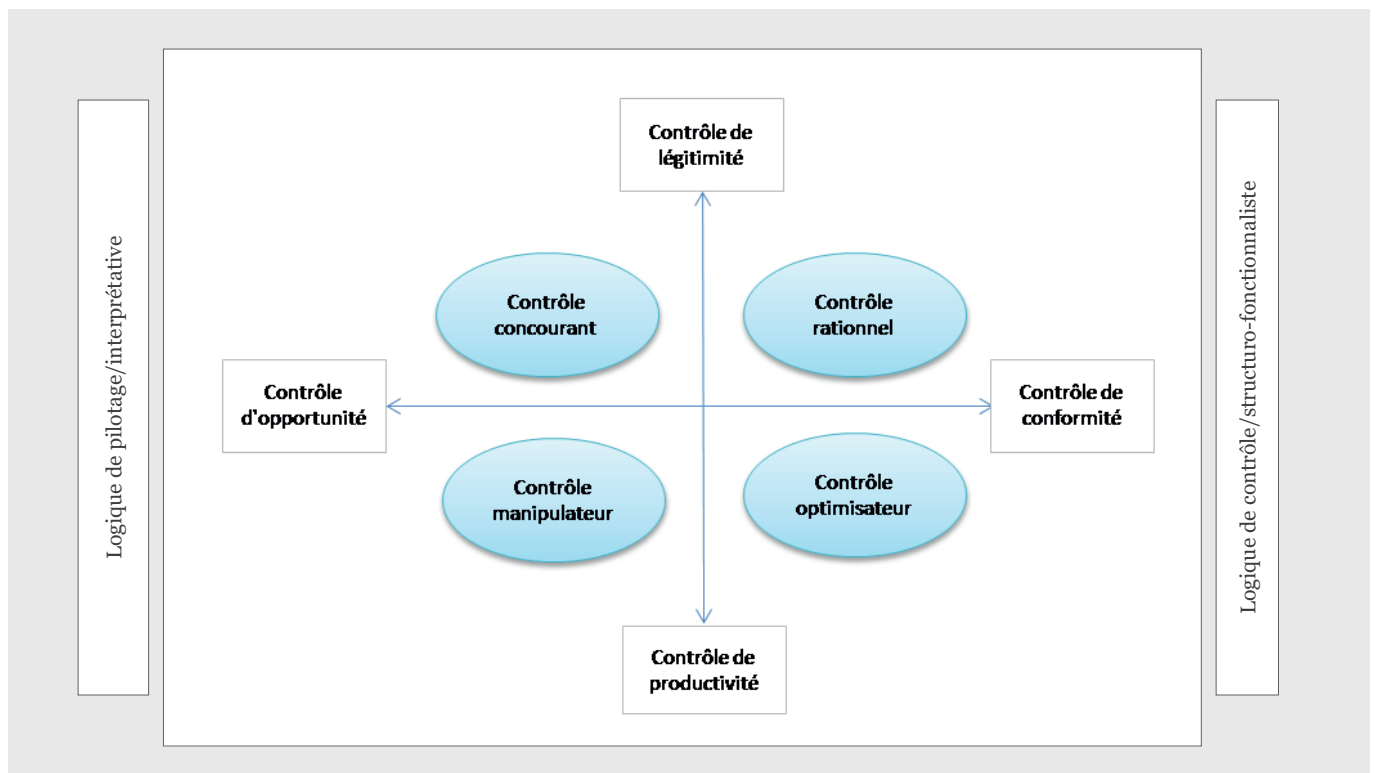 Contrôle de
légitimité
Logique de pilotage/interprétative
Logique de contrôle/structuro-fonctionnaliste
Contrôle
concourant
Contrôle
rationnel
Contrôle
d'opportunité
Contrôle de
conformité
Contrôle
manipulateur
Contrôle
optimisateur
Contrôle de
productivité